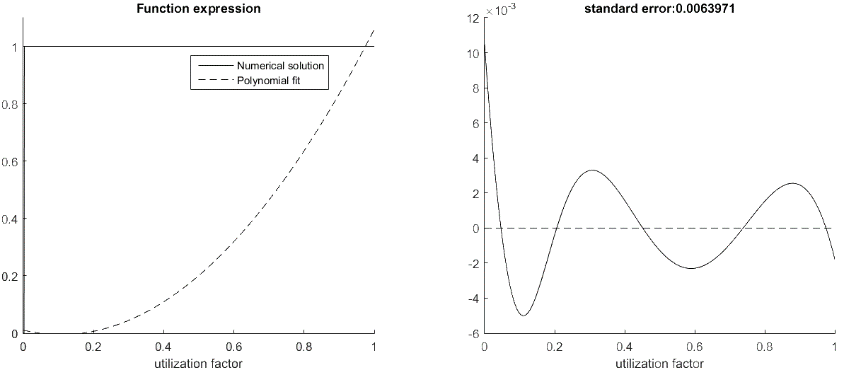 Function expression
1
0.8
0.6
0.4
0.2
0
0 0.2 0.4 0.6 0.8 1
utilization factor
Numerical solution
Polynomial fit
standard error:0.0063971
×10^-3
12
10
8
6
4
2
0
-2
-4
-6
0 0.2 0.4 0.6 0.8 1
utilization factor